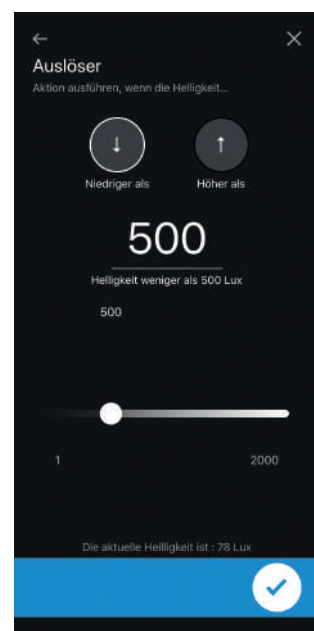 Auslöser
Aktion ausführen, wenn die Helligkeit...
Niedriger als Höher als
500
Helligkeit weniger als 500 Lux
500
1 2000
Die aktuelle Heilligkeit ist : 78 Lux